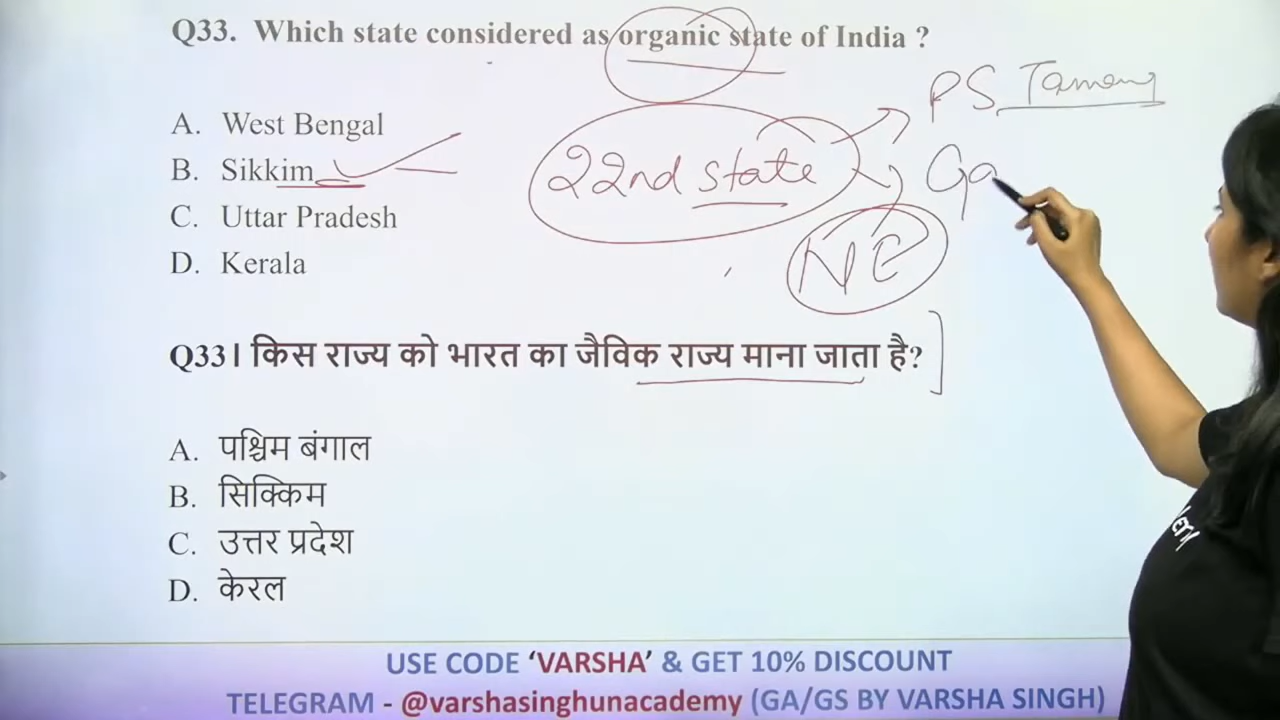 Q33. Which state considered as organic state of India ?
PS Tamang
A. West Bengal
B. Sikkim
22nd state
Ga
C. Uttar Pradesh
NE
D. Kerala
Q33। किस राज्य को भारत का जैविक राज्य माना जाता है?
A. पश्चिम बंगाल
B. सिक्किम
C. उत्तर प्रदेश
D. केरल
USE CODE ‘VARSHA’ & GET 10% DISCOUNT
TELEGRAM - @varshasinghunacademy (GA/GS BY VARSHA SINGH)